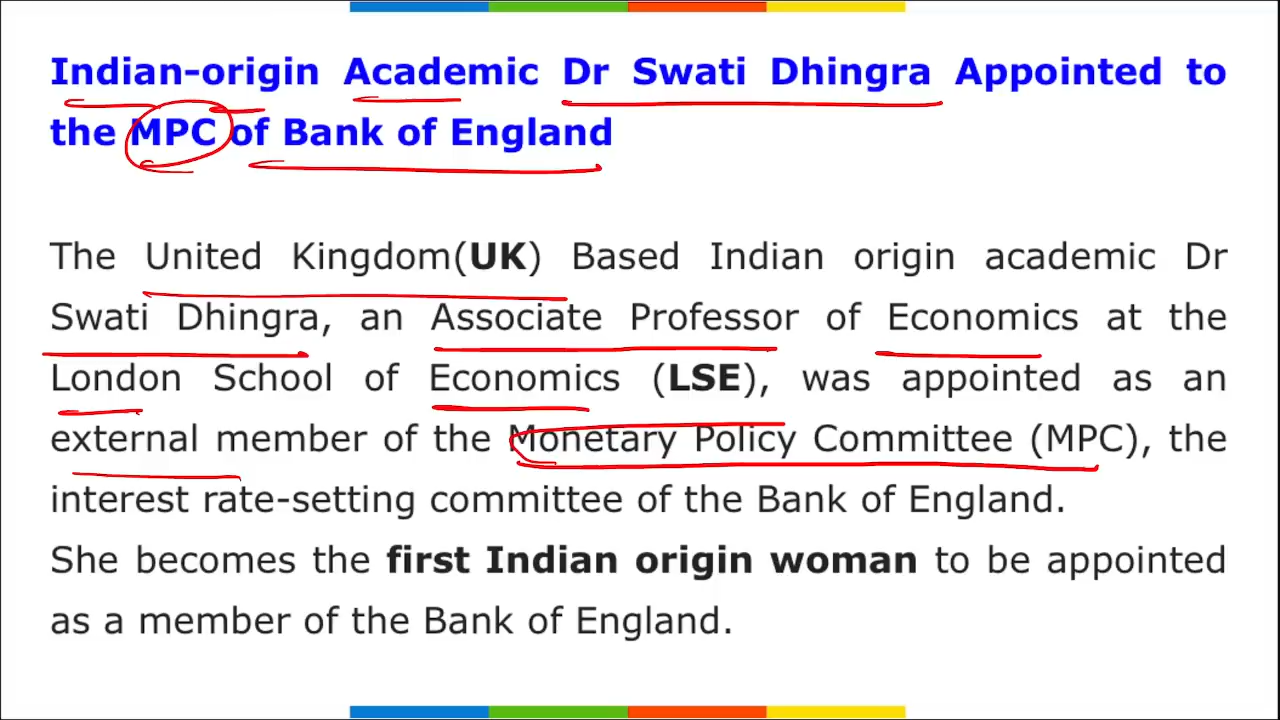 Indian-origin Academic Dr Swati Dhingra Appointed to
the MPC of Bank of England
The United Kingdom(UK) Based Indian origin academic Dr
Swati Dhingra, an Associate Professor of Economics at the
London School of Economics (LSE), was appointed as an
external member of the Monetary Policy Committee (MPC), the
interest rate-setting committee of the Bank of England.
She becomes the first Indian origin woman to be appointed
as a member of the Bank of England.